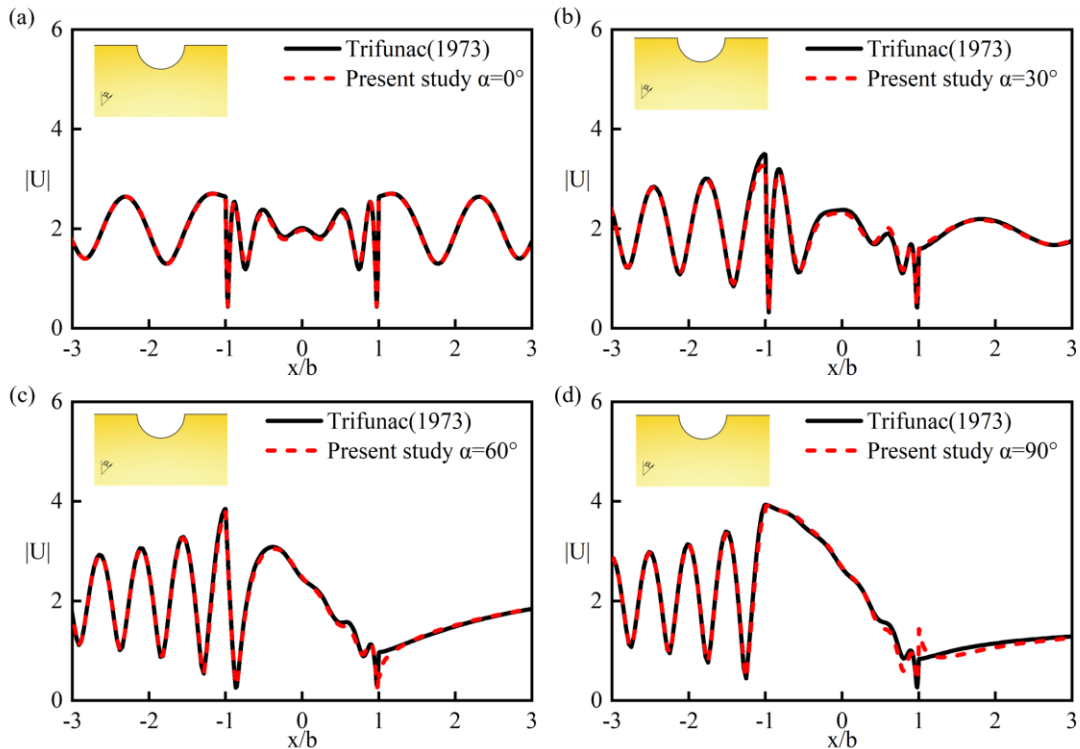 (a)
6
Trifunac(1973)
Present study α=0°
4
|U|
2
0
-3 -2 -1 0 1 2 3
x/b
(b)
6
Trifunac(1973)
Present study α=30°
4
|U|
2
0
-3 -2 -1 0 1 2 3
x/b
(c)
6
Trifunac(1973)
Present study α=60°
4
|U|
2
0
-3 -2 -1 0 1 2 3
x/b
(d)
6
Trifunac(1973)
Present study α=90°
4
|U|
2
0
-3 -2 -1 0 1 2 3
x/b